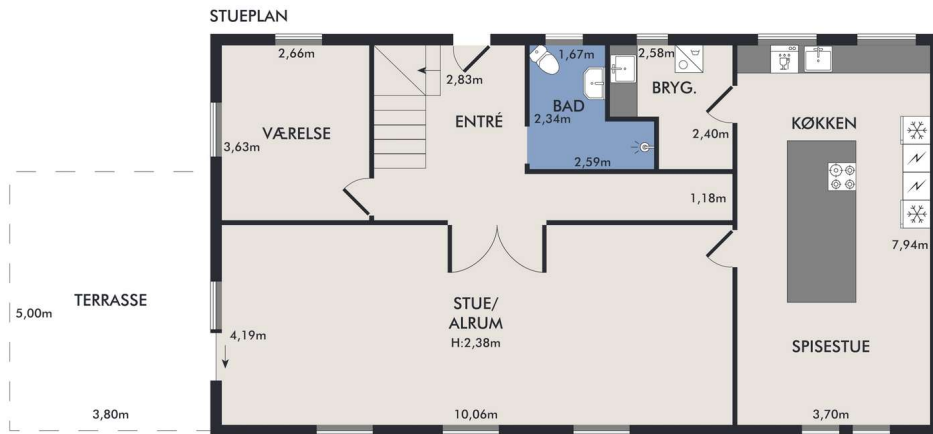 STUEPLAN
2,66m
VÆRELSE
3,63m
2,83m
ENTRÉ
1,67m
BAD
2,34m
2,59m
2,58m
BRYG.
2,40m
1,18m
KØKKEN
7,94m
SPISESTUE
3,70m
TERRASSE
5,00m
3,80m
4,19m
STUE/
ALRUM
H:2,38m
10,06m